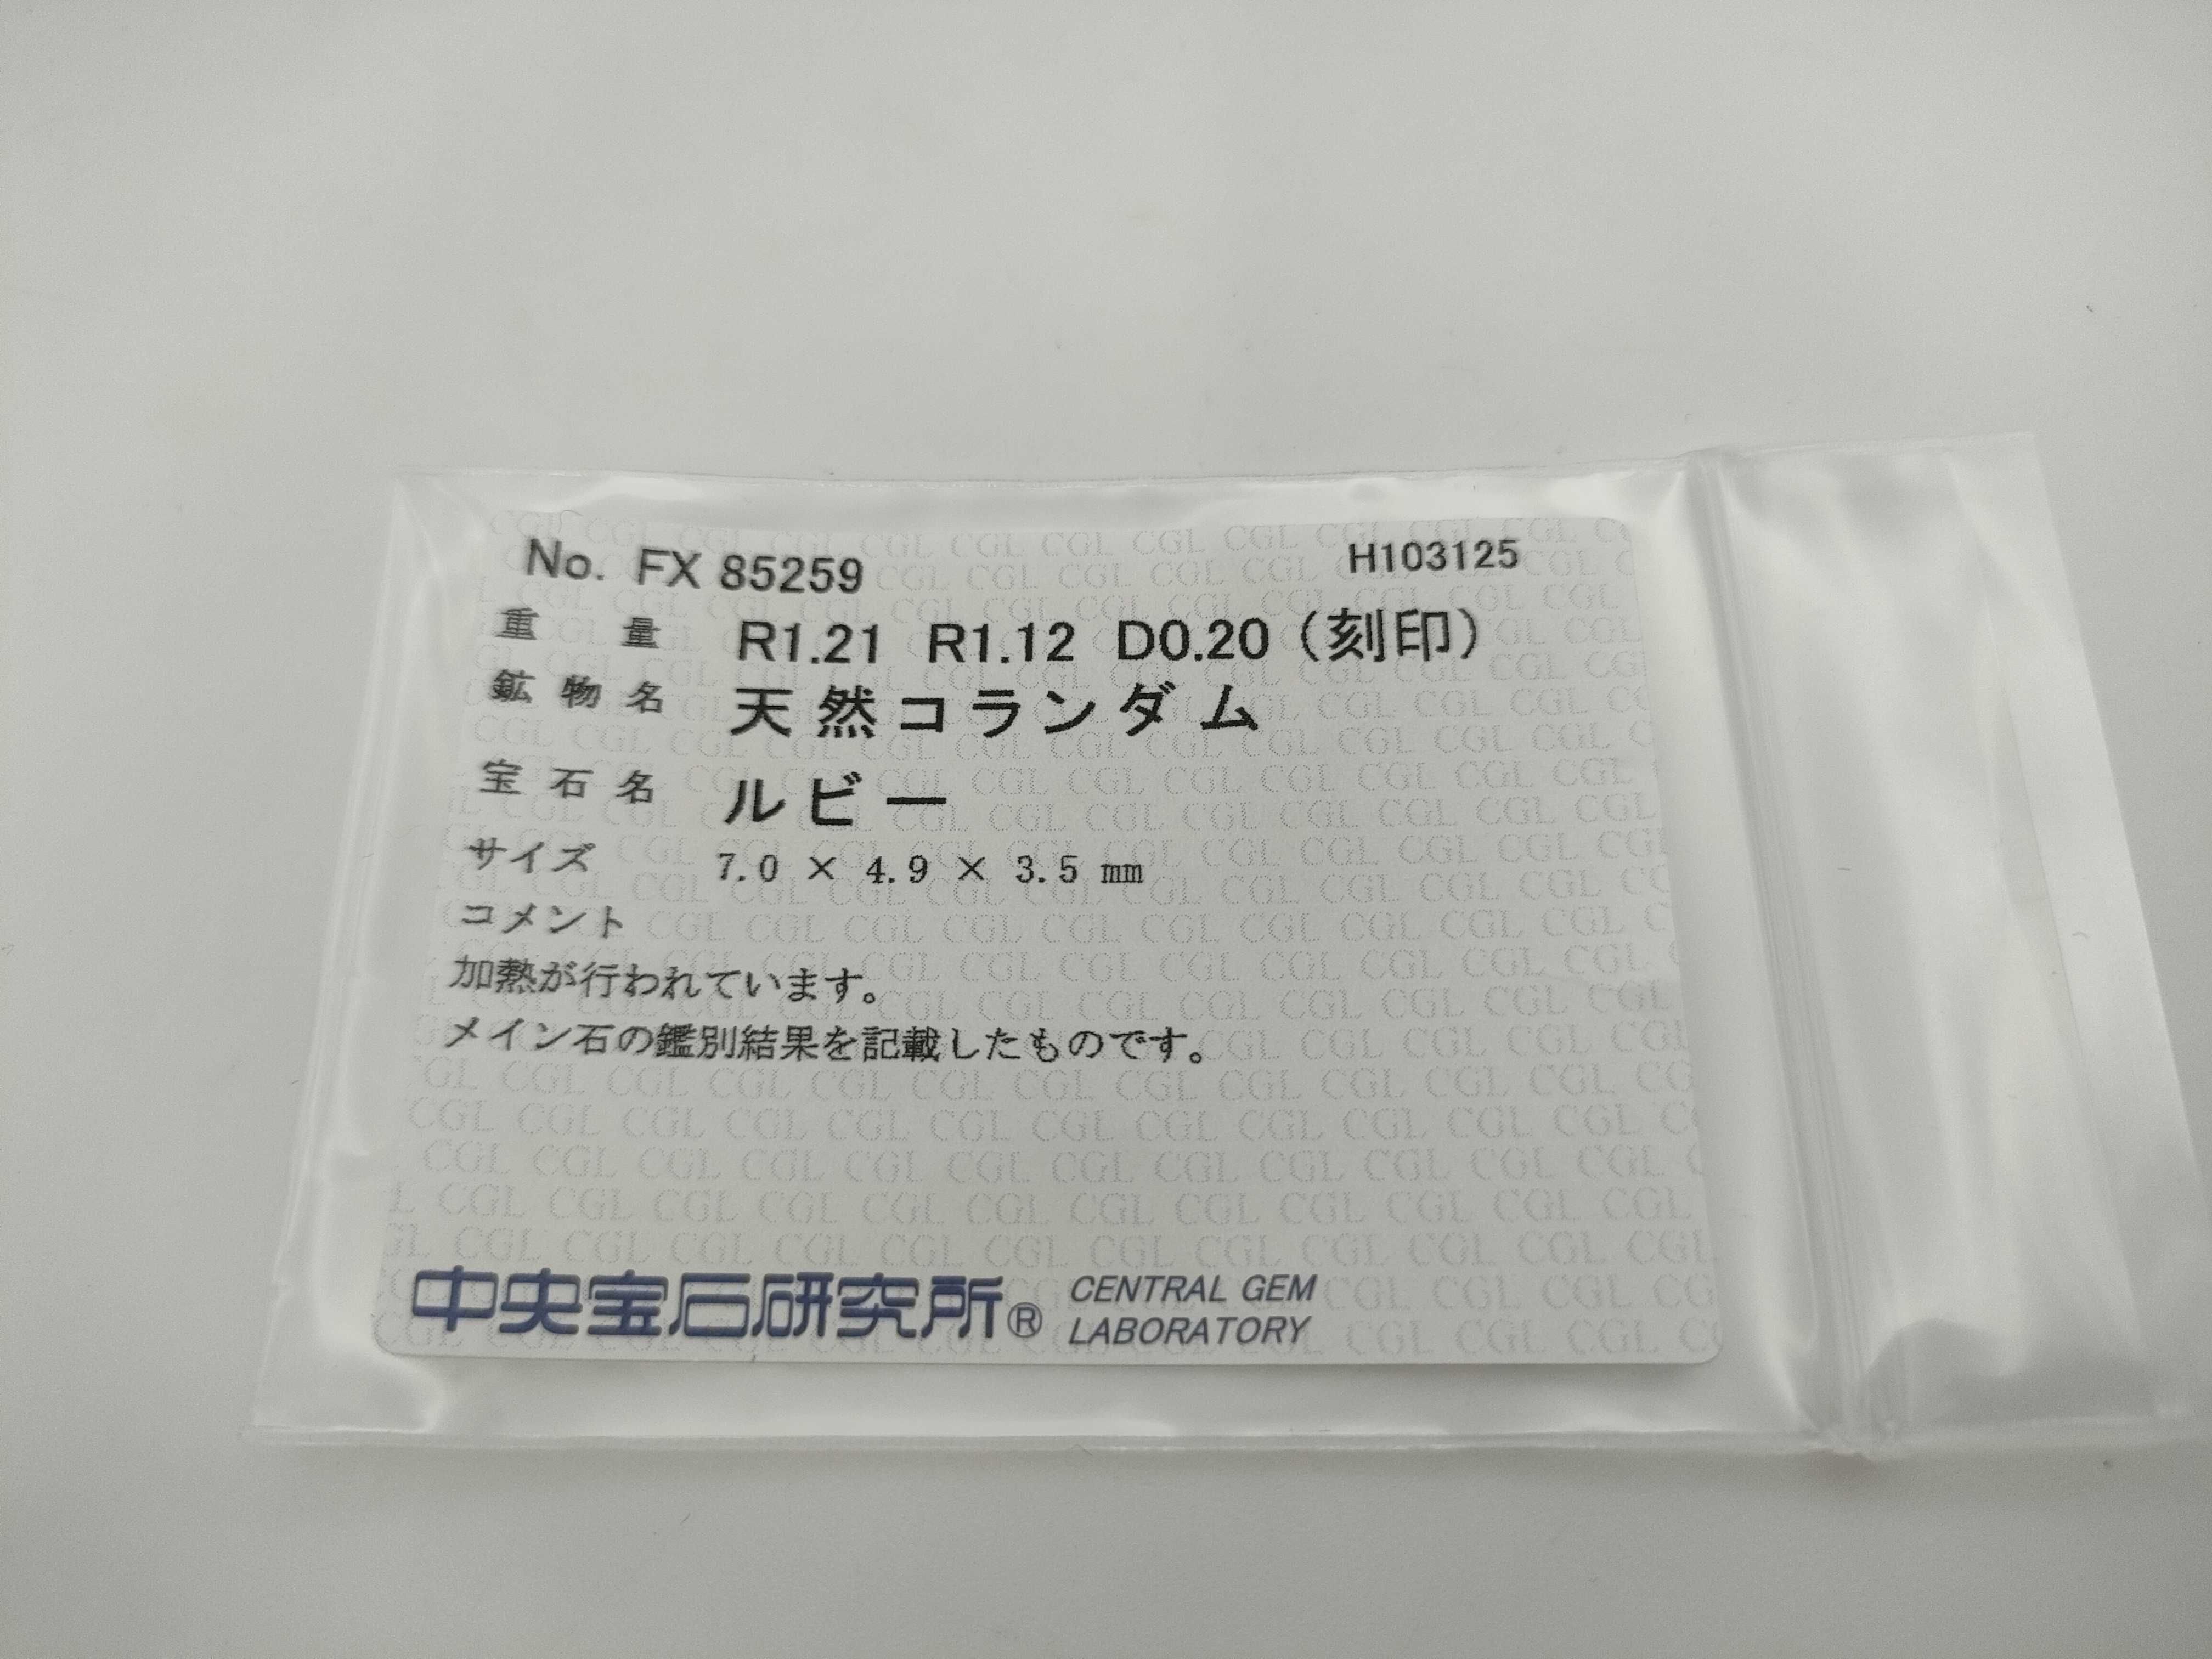 No. FX 85259 H103125
重量 R1.21 R1.12 D0.20（刻印）
鉱物名 天然コランダム
宝石名 ルビー
サイズ 7.0 × 4.9 × 3.5 mm
コメント
加熱が行われています。
メイン石の鑑別結果を記載したものです。
中央宝石研究所® CENTRAL GEM
LABORATORY